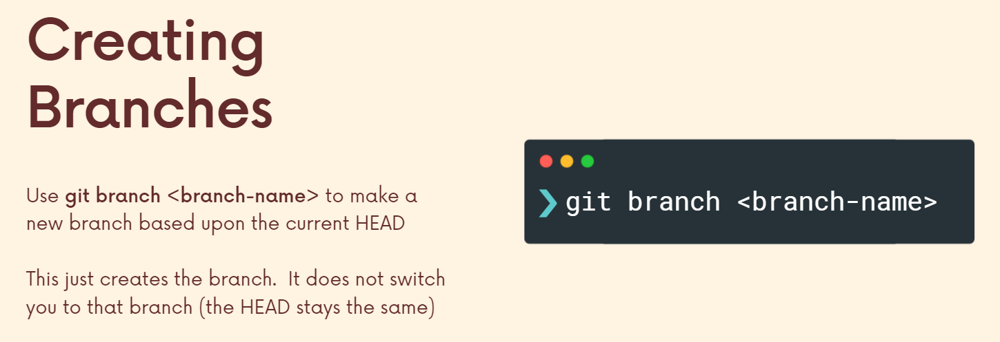 Creating
Branches
Use git branch <branch-name> to make a
new branch based upon the current HEAD
This just creates the branch.  It does not switch
you to that branch (the HEAD stays the same)
❯ git branch <branch-name>